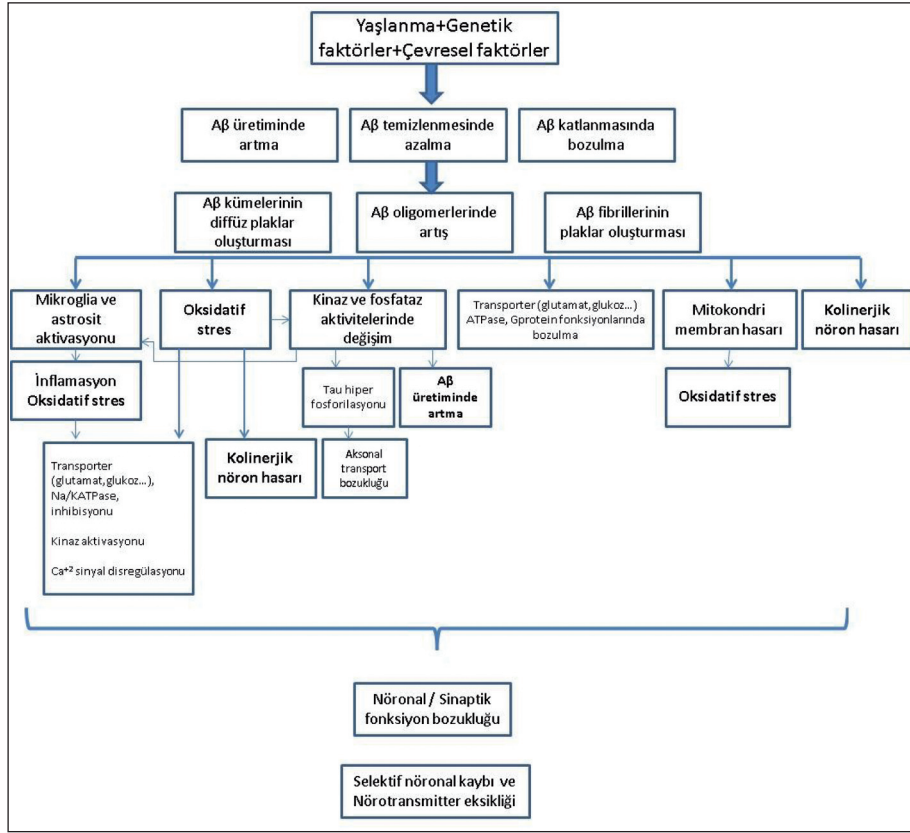 Yaşlanma+Genetik
faktörler+Çevresel faktörler
Aβ üretiminde
artma
Aβ temizlenmesinde
azalma
Aβ katlanmasında
bozulma
Aβ kümelerinin
diffüz plaklar
oluşturması
Aβ oligomerlerinde
artış
Aβ fibrillerinin
plaklar oluşturması
Mikroglia ve
astrosit
aktivasyonu
Oksidatif
stres
Kinaz ve fosfataz
aktivitelerinde
değişim
Transporter (glutamat,glukoz...)
ATPase, Gprotein fonksiyonlarında
bozulma
Mitokondri
membran hasarı
Kolinerjik
nöron hasarı
İnflamasyon
Oksidatif stres
Tau hiper
fosforilasyonu
Aβ
üretiminde
artma
Oksidatif stres
Transporter
(glutamat,glukoz...),
Na/KATPase,
inhibisyonu
Kinaz aktivasyonu
Ca⁺² sinyal disregülasyonu
Kolinerjik
nöron hasarı
Aksonal
transport
bozukluğu
Nöronal / Sinaptik
fonksiyon bozukluğu
Selektif nöronal kaybı ve
Nörotransmitter eksikliği